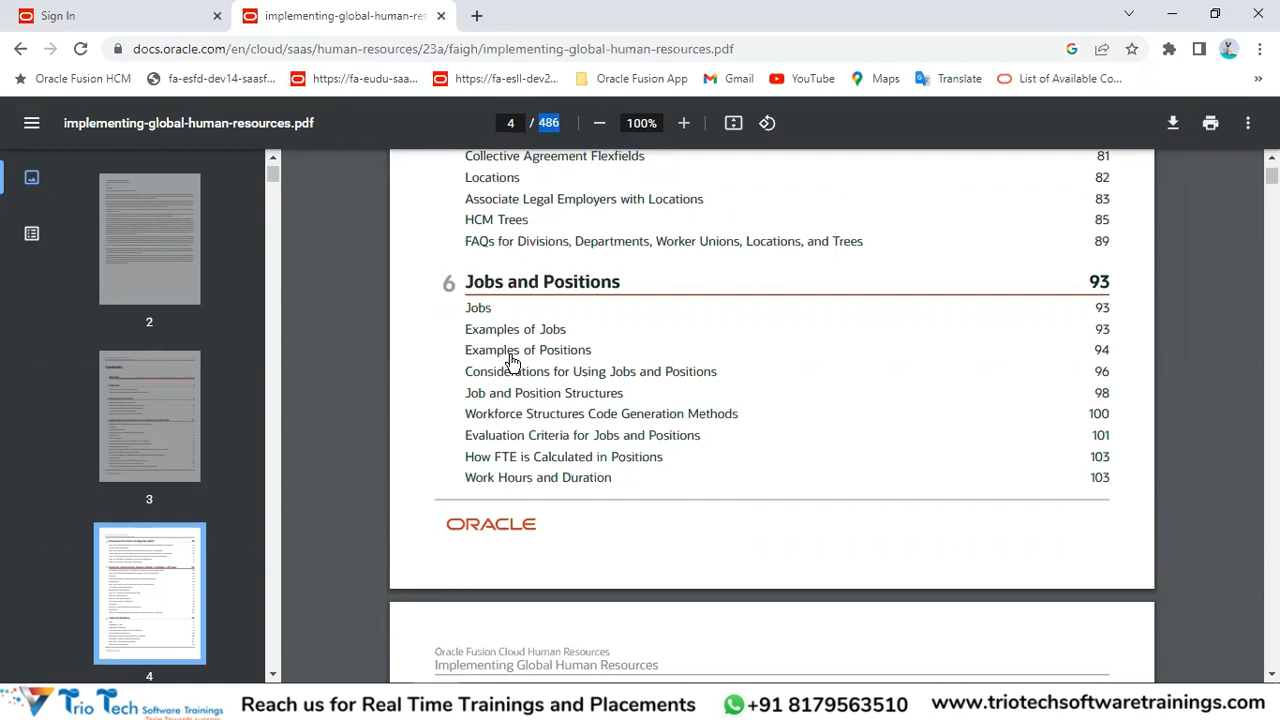 Sign In
implementing-global-human-res
docs.oracle.com/en/cloud/saas/human-resources/23a/faigh/implementing-global-human-resources.pdf
Oracle Fusion HCM
fa-esfd-dev14-saasf...
https://fa-eudu-saa...
https://fa-esll-dev2...
Oracle Fusion App
Gmail
YouTube
Maps
Translate
List of Available Co...
»
implementing-global-human-resources.pdf
4 / 486
100%
Collective Agreement Flexfields 81
Locations 82
Associate Legal Employers with Locations 83
HCM Trees 85
FAQs for Divisions, Departments, Worker Unions, Locations, and Trees 89
6 Jobs and Positions 93
Jobs 93
Examples of Jobs 93
Examples of Positions 94
Considerations for Using Jobs and Positions 96
Job and Position Structures 98
Workforce Structures Code Generation Methods 100
Evaluation Criteria for Jobs and Positions 101
How FTE is Calculated in Positions 103
Work Hours and Duration 103
ORACLE
Oracle Fusion Cloud Human Resources
Implementing Global Human Resources
2
3
4
Trio Tech Software Trainings
Reach us for Real Time Trainings and Placements
+91 8179563510
www.triotechsoftwaretrainings.com